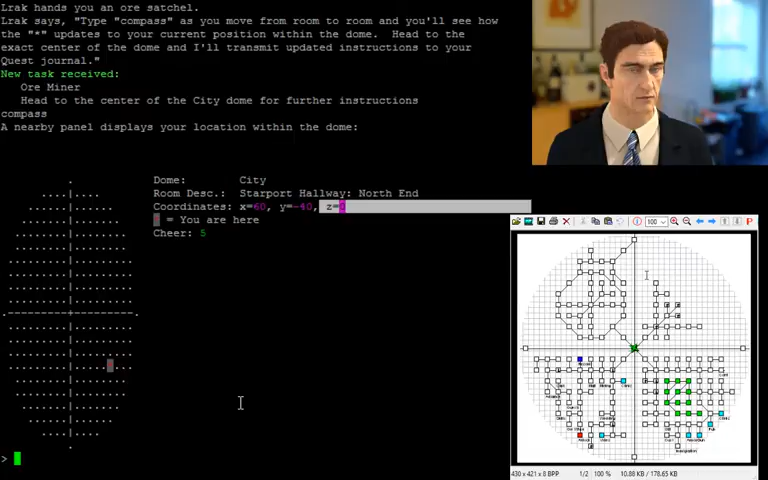 Lrak hands you an ore satchel.
Lrak says, "Type "compass" as you move from room to room and you'll see how
the "*" updates to your current position within the dome.  Head to the
exact center of the dome and I'll transmit updated instructions to your
Quest journal."
New task received:
Ore Miner
Head to the center of the City dome for further instructions
compass
A nearby panel displays your location within the dome:
Dome: City
Room Desc.: Starport Hallway: North End
Coordinates: x=60, y=-40, z=
= You are here
Cheer: 5
>
100
430 x 421 x 8 BPP 1/2 100 % 10.88 KB / 178.65 KB